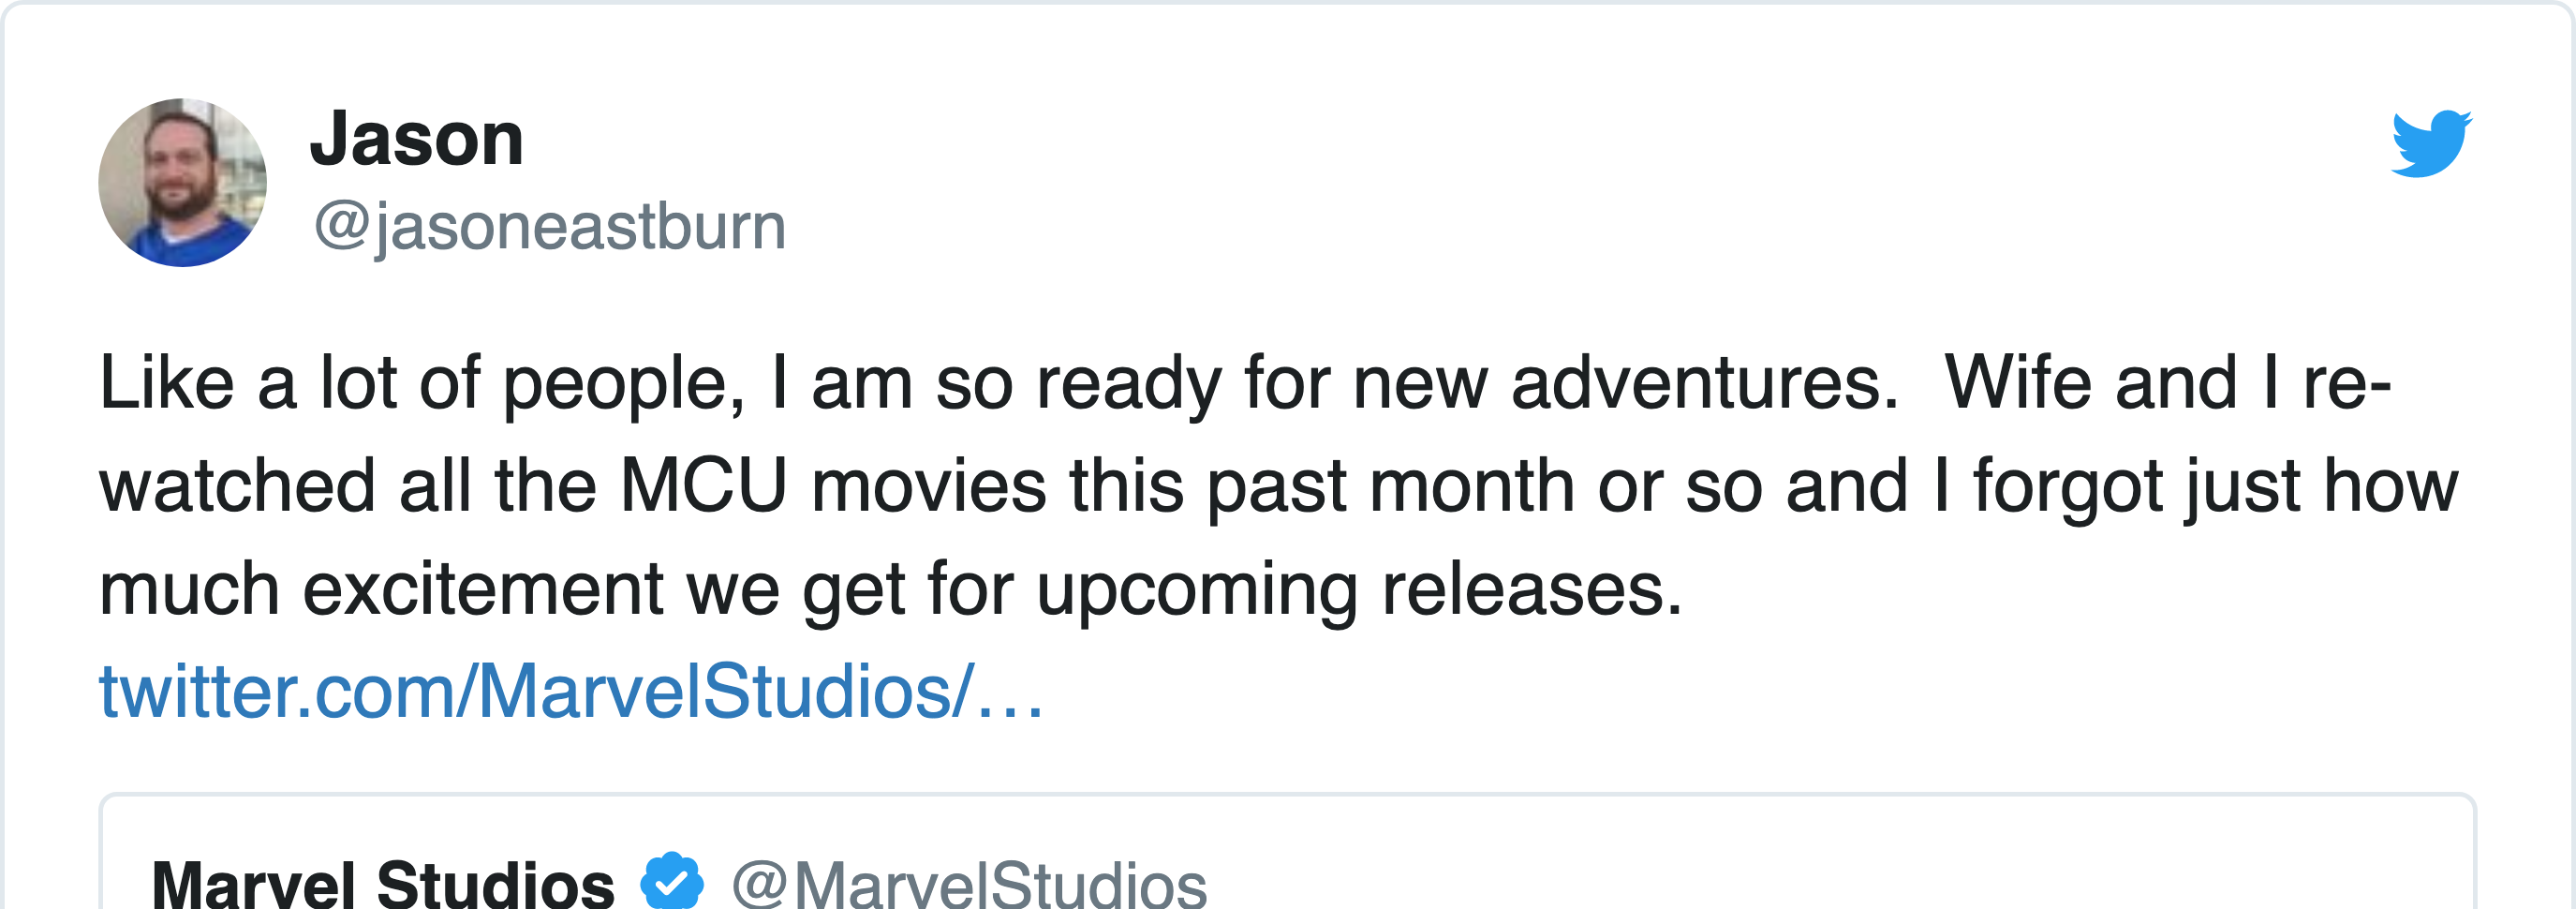 Jason
@jasoneastburn
Like a lot of people, I am so ready for new adventures.  Wife and I re-
watched all the MCU movies this past month or so and I forgot just how
much excitement we get for upcoming releases.
twitter.com/MarvelStudios/…
Marvel Studios @MarvelStudios